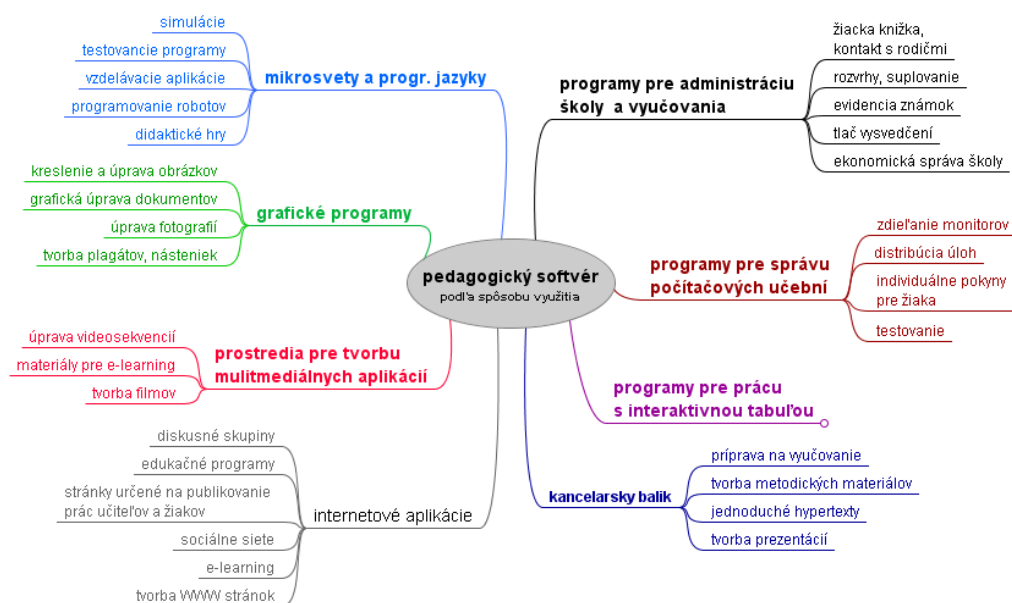 pedagogický softvér
podľa spôsobu využitia
mikrosvety a progr. jazyky
simulácie
testovancie programy
vzdelávacie aplikácie
programovanie robotov
didaktické hry
grafické programy
kreslenie a úprava obrázkov
grafická úprava dokumentov
úprava fotografií
tvorba plagátov, násteniek
prostredia pre tvorbu
mulitmediálnych aplikácií
úprava videosekvencií
materiály pre e-learning
tvorba filmov
internetové aplikácie
diskusné skupiny
edukačné programy
stránky určené na publikovanie
prác učiteľov a žiakov
sociálne siete
e-learning
tvorba WWW stránok
programy pre administráciu
školy a vyučovania
žiacka knižka,
kontakt s rodičmi
rozvrhy, suplovanie
evidencia známok
tlač vysvedčení
ekonomická správa školy
programy pre správu
počítačových učební
zdieľanie monitorov
distribúcia úloh
individuálne pokyny
pre žiaka
testovanie
programy pre prácu
s interaktivnou tabuľou
kancelarsky balik
príprava na vyučovanie
tvorba metodických materiálov
jednoduché hypertexty
tvorba prezentácií